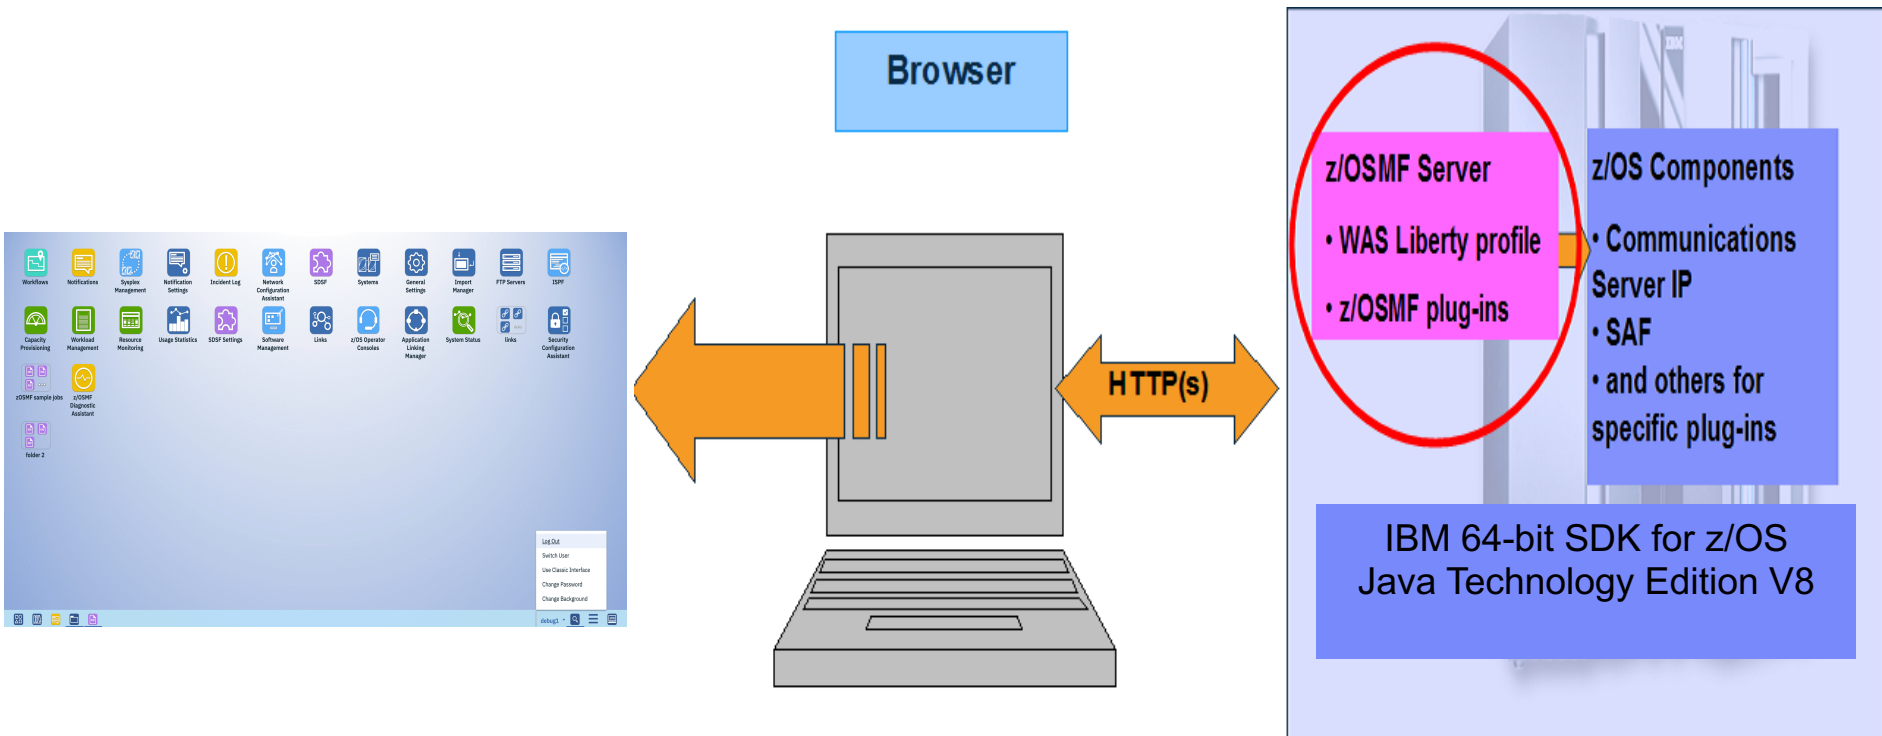 Browser
Workflows
Notifications
Sysplex
Management
Notification
Settings
Incident Log
Network
Configuration
Assistant
SDSF
Systems
General
Settings
Import
Manager
FTP Servers
ISPF
Capacity
Provisioning
Workload
Management
Resource
Monitoring
Usage Statistics
SDSF Settings
Software
Management
Links
z/OS Operator
Consoles
Application
Linking
Manager
System Status
links
Security
Configuration
Assistant
zOSMF sample jobs
z/OSMF
Diagnostic
Assistant
folder 2
Log Out
Switch User
Use Classic Interface
Change Password
Change Background
debug1
HTTP(s)
IBM
z/OSMF Server
• WAS Liberty profile
• z/OSMF plug-ins
z/OS Components
• Communications
Server IP
• SAF
• and others for
specific plug-ins
IBM 64-bit SDK for z/OS
Java Technology Edition V8